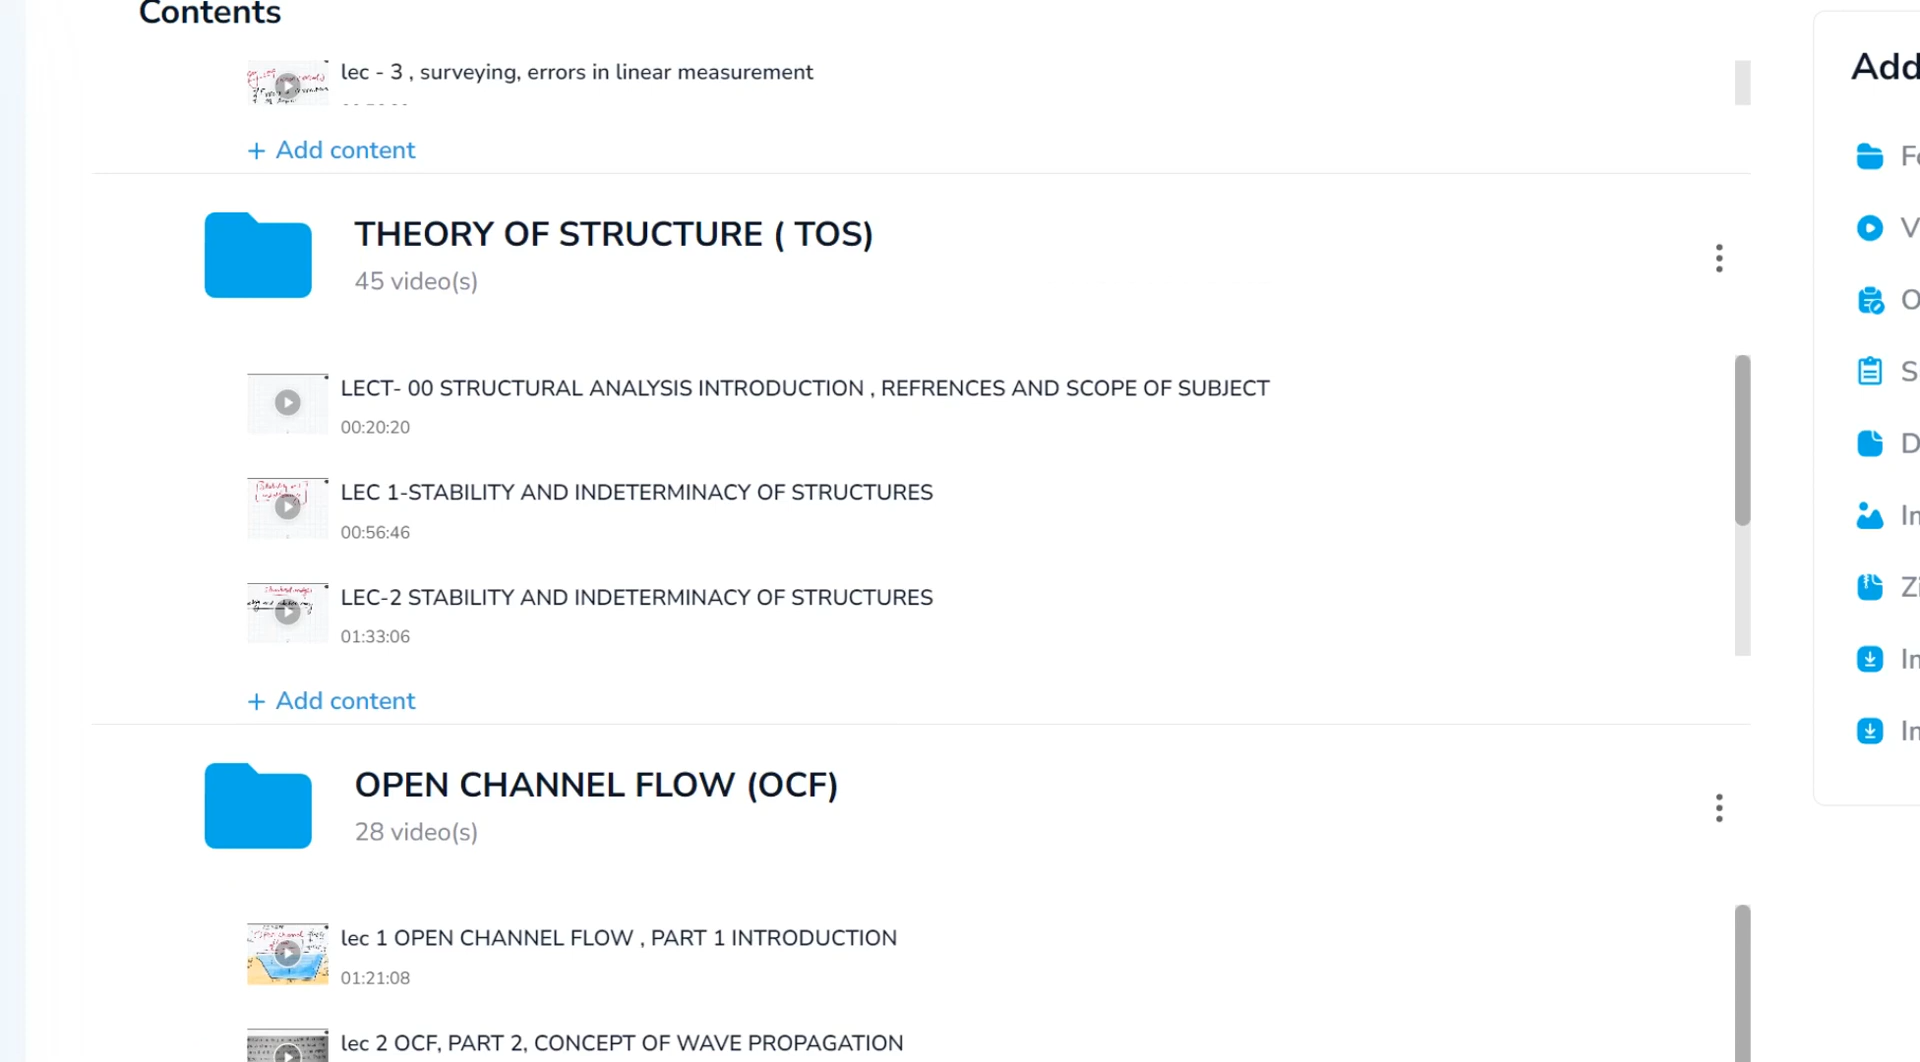 Contents
lec - 3 , surveying, errors in linear measurement
+ Add content
THEORY OF STRUCTURE ( TOS)
45 video(s)
LECT- 00 STRUCTURAL ANALYSIS INTRODUCTION , REFRENCES AND SCOPE OF SUBJECT
00:20:20
LEC 1-STABILITY AND INDETERMINACY OF STRUCTURES
00:56:46
LEC-2 STABILITY AND INDETERMINACY OF STRUCTURES
01:33:06
+ Add content
OPEN CHANNEL FLOW (OCF)
28 video(s)
lec 1 OPEN CHANNEL FLOW , PART 1 INTRODUCTION
01:21:08
lec 2 OCF, PART 2, CONCEPT OF WAVE PROPAGATION
Add